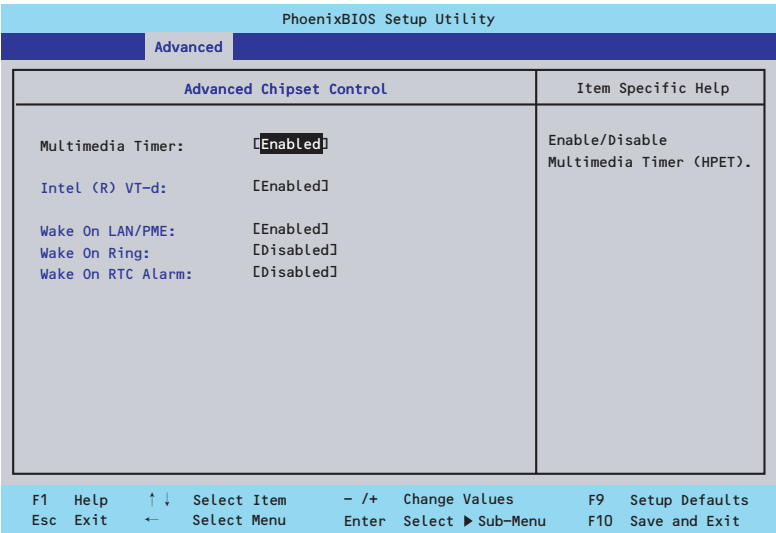 PhoenixBIOS Setup Utility
Advanced
Advanced Chipset Control
Item Specific Help
Multimedia Timer: [Enabled]
Intel (R) VT-d: [Enabled]
Wake On LAN/PME: [Enabled]
Wake On Ring: [Disabled]
Wake On RTC Alarm: [Disabled]
Enable/Disable
Multimedia Timer (HPET).
F1 Help ↑↓ Select Item - /+ Change Values F9 Setup Defaults
Esc Exit ← Select Menu Enter Select ▶ Sub-Menu F10 Save and Exit